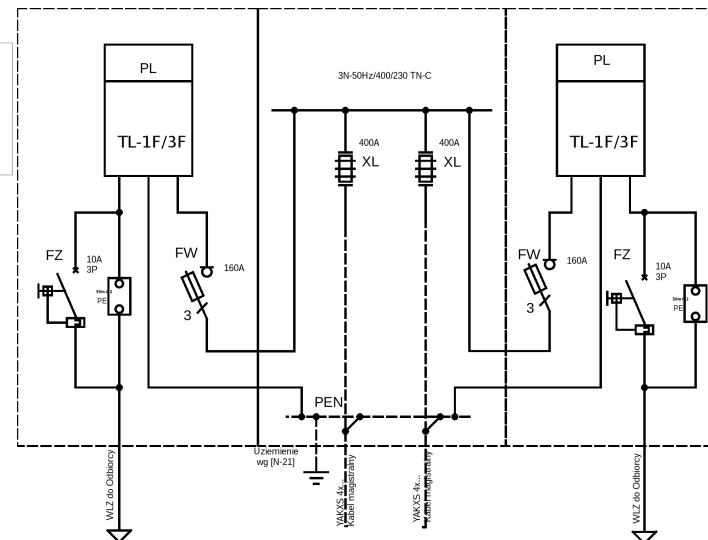 PL
TL-1F/3F
3N-50Hz/400/230 TN-C
PL
TL-1F/3F
400A
XL
400A
XL
FZ
10A
3P
PE
FW
160A
3
FW
160A
3
FZ
10A
3P
PE
PEN
Uziemienie
wg [N-21]
WLZ do Odbiorcy
YAKXS 4x...
Kabel magistralny
YAKXS 4x...
Kabel magistralny
WLZ do Odbiorcy